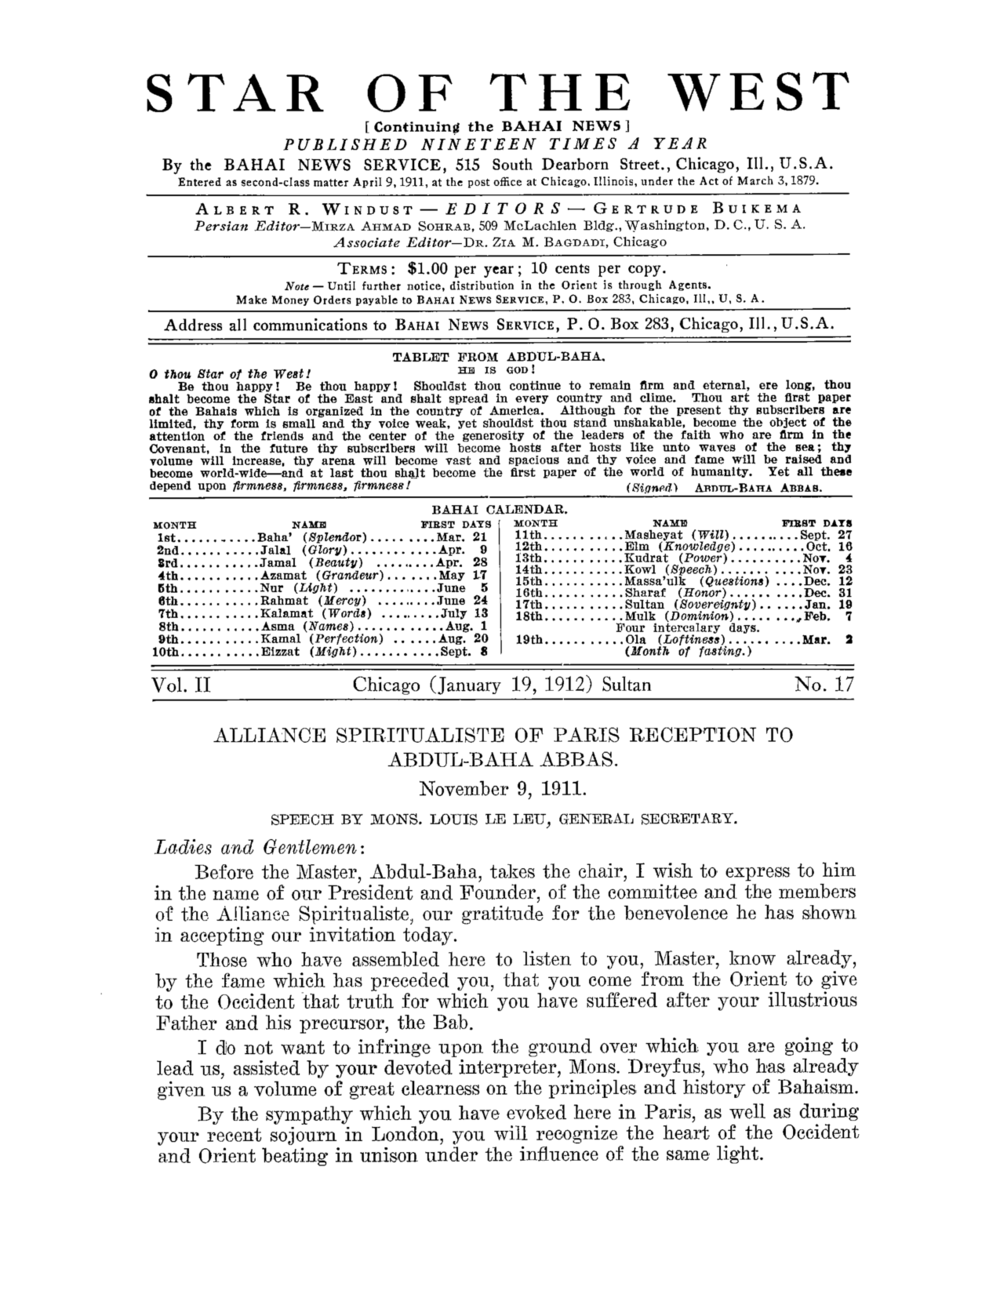 STAR OF THE WEST
[Continuing the BAHAI NEWS]
PUBLISHED NINETEEN TIMES A YEAR
By the BAHAI NEWS SERVICE, 515 South Dearborn Street., Chicago, Ill., U.S.A.
Entered as second-class matter April 9, 1911, at the post office at Chicago, Illinois, under the Act of March 3, 1879.
ALBERT R. WINDUST — EDITORS — GERTRUDE BUIKEMA
Persian Editor—MIRZA AHMAD SOHRAB, 509 McLachlen Bldg., Washington, D. C., U. S. A.
Associate Editor—DR. ZIA M. BAGDADI, Chicago
TERMS: $1.00 per year; 10 cents per copy.
Note — Until further notice, distribution in the Orient is through Agents.
Make Money Orders payable to BAHAI NEWS SERVICE, P. O. Box 283, Chicago, Ill., U, S. A.
Address all communications to BAHAI NEWS SERVICE, P. O. Box 283, Chicago, Ill., U.S.A.
TABLET FROM ABDUL-BAHA.
HE IS GOD!
O thou Star of the West!
Be thou happy! Be thou happy! Shouldst thou continue to remain firm and eternal, ere long, thou
shalt become the Star of the East and shalt spread in every country and clime. Thou art the first paper
of the Bahais which is organized in the country of America. Although for the present thy subscribers are
limited, thy form is small and thy voice weak, yet shouldst thou stand unshakable, become the object of the
attention of the friends and the center of the generosity of the leaders of the faith who are firm in the
Covenant, in the future thy subscribers will become hosts after hosts like unto waves of the sea; thy
volume will increase, thy arena will become vast and spacious and thy voice and fame will be raised and
become world-wide—and at last thou shalt become the first paper of the world of humanity. Yet all these
depend upon firmness, firmness, firmness! (Signed) ABDUL-BAHA ABBAS.
BAHAI CALENDAR.
MONTH NAME FIRST DAYS
1st...........Baha' (Splendor).........Mar. 21
2nd...........Jalal (Glory)............Apr. 9
3rd...........Jamal (Beauty) .........Apr. 28
4th...........Azamat (Grandeur).......May 17
5th...........Nur (Light) ............June 5
6th...........Rahmat (Mercy) ........June 24
7th...........Kalamat (Words) ........July 13
8th...........Asma (Names)............Aug. 1
9th...........Kamal (Perfection) ......Aug. 20
10th...........Eizzat (Might)...........Sept. 8
MONTH NAME FIRST DAYS
11th...........Masheyat (Will)..........Sept. 27
12th...........Elm (Knowledge)..........Oct. 16
13th...........Kudrat (Power)..........Nov. 4
14th...........Kowl (Speech)...........Nov. 23
15th...........Massa'ulk (Questions) ....Dec. 12
16th...........Sharaf (Honor)...........Dec. 31
17th...........Sultan (Sovereignty)......Jan. 19
18th...........Mulk (Dominion).........Feb. 7
Four intercalary days.
19th...........Ola (Loftiness)..........Mar. 2
(Month of fasting.)
Vol. II Chicago (January 19, 1912) Sultan No. 17
ALLIANCE SPIRITUALISTE OF PARIS RECEPTION TO
ABDUL-BAHA ABBAS.
November 9, 1911.
SPEECH BY MONS. LOUIS LE LEU, GENERAL SECRETARY.
Ladies and Gentlemen:
Before the Master, Abdul-Baha, takes the chair, I wish to express to him
in the name of our President and Founder, of the committee and the members
of the Alliance Spiritualiste, our gratitude for the benevolence he has shown
in accepting our invitation today.
Those who have assembled here to listen to you, Master, know already,
by the fame which has preceded you, that you come from the Orient to give
to the Occident that truth for which you have suffered after your illustrious
Father and his precursor, the Bab.
I do not want to infringe upon the ground over which you are going to
lead us, assisted by your devoted interpreter, Mons. Dreyfus, who has already
given us a volume of great clearness on the principles and history of Bahaism.
By the sympathy which you have evoked here in Paris, as well as during
your recent sojourn in London, you will recognize the heart of the Occident
and Orient beating in unison under the influence of the same light.